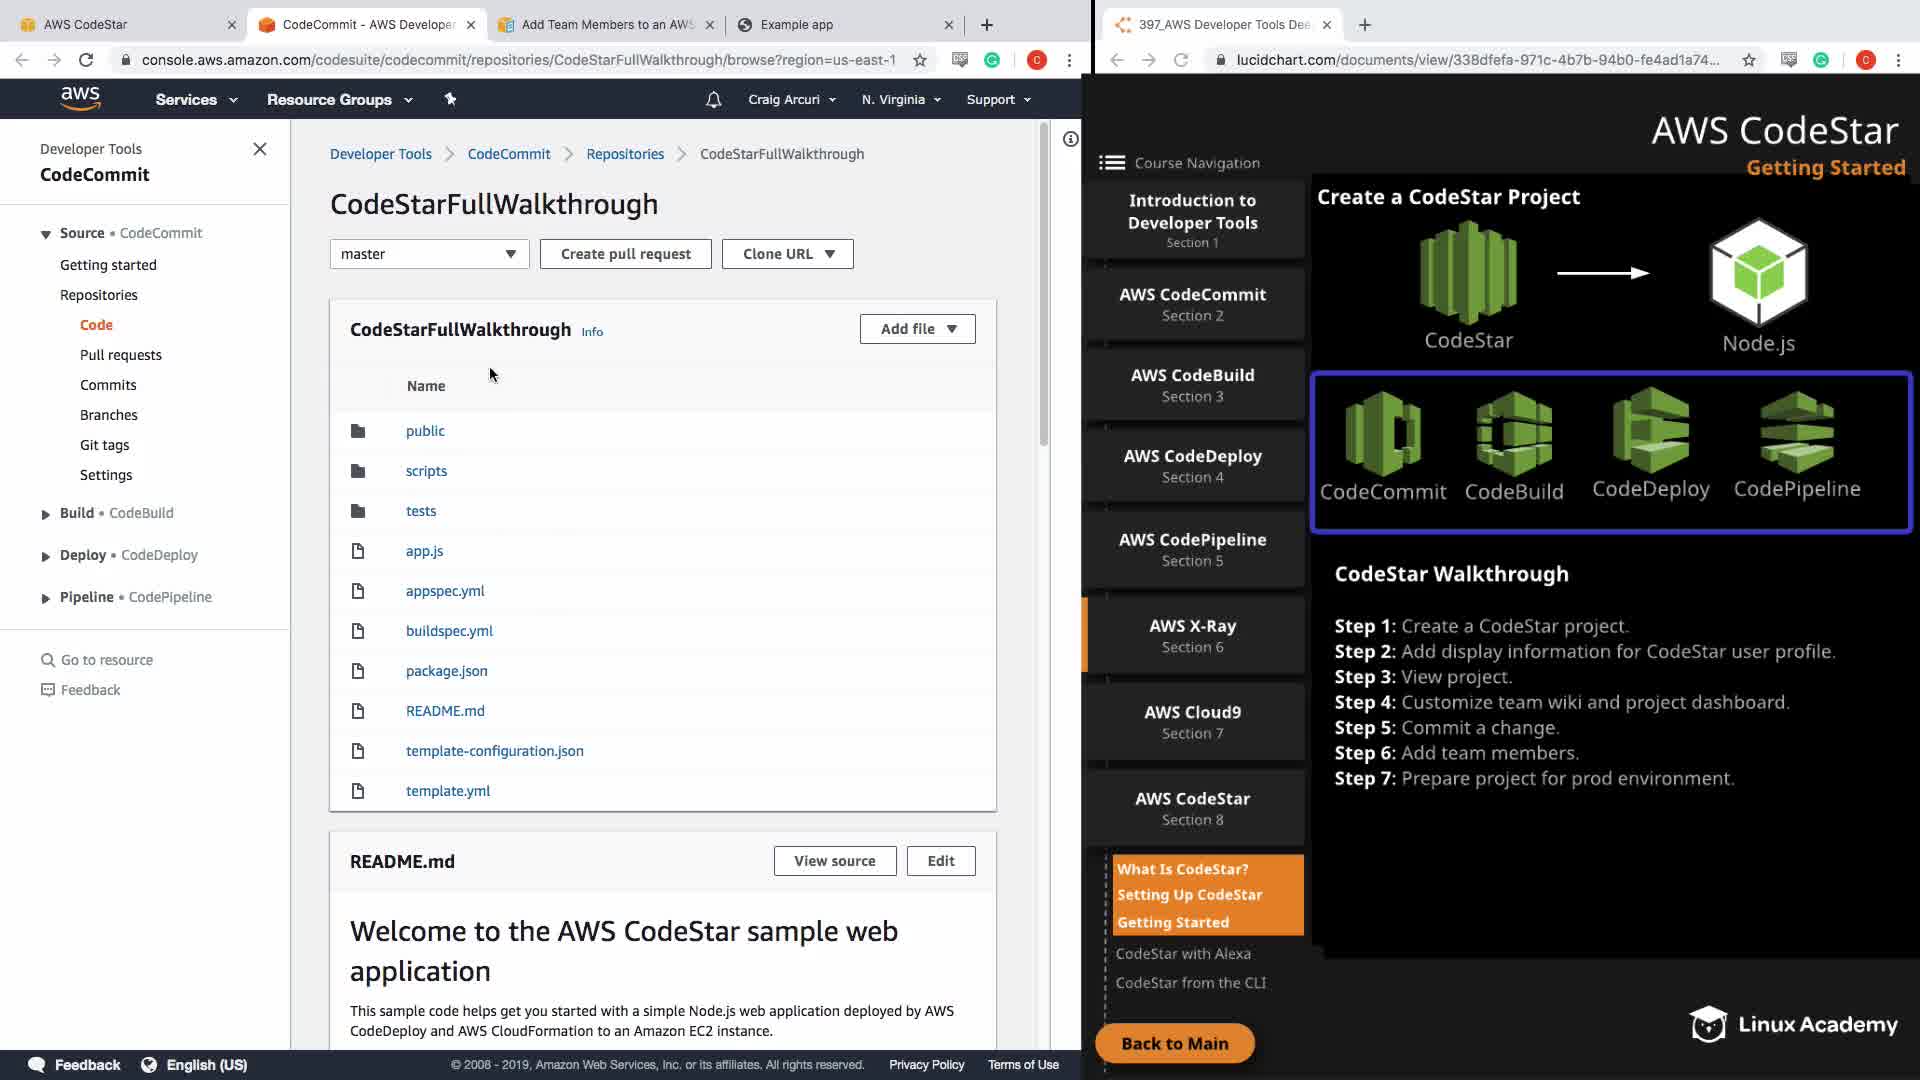 AWS CodeStar
CodeCommit - AWS Developer
Add Team Members to an AWS
Example app
397_AWS Developer Tools Dee
console.aws.amazon.com/codesuite/codecommit/repositories/CodeStarFullWalkthrough/browse?region=us-east-1
C
lucidchart.com/documents/view/338dfefa-971c-4b7b-94b0-fe4ad1a74...
C
aws
Services
Resource Groups
Craig Arcuri
N. Virginia
Support
Developer Tools
CodeCommit
Source • CodeCommit
Getting started
Repositories
Code
Pull requests
Commits
Branches
Git tags
Settings
Build • CodeBuild
Deploy • CodeDeploy
Pipeline • CodePipeline
Go to resource
Feedback
Developer Tools
CodeCommit
Repositories
CodeStarFullWalkthrough
CodeStarFullWalkthrough
master
Create pull request
Clone URL
CodeStarFullWalkthrough Info
Add file
Name
public
scripts
tests
app.js
appspec.yml
buildspec.yml
package.json
README.md
template-configuration.json
template.yml
README.md
View source
Edit
Welcome to the AWS CodeStar sample web
application
This sample code helps get you started with a simple Node.js web application deployed by AWS
CodeDeploy and AWS CloudFormation to an Amazon EC2 instance.
Feedback
English (US)
© 2008 - 2019, Amazon Web Services, Inc. or its affiliates. All rights reserved.
Privacy Policy
Terms of Use
AWS CodeStar
Getting Started
Course Navigation
Introduction to
Developer Tools
Section 1
AWS CodeCommit
Section 2
AWS CodeBuild
Section 3
AWS CodeDeploy
Section 4
AWS CodePipeline
Section 5
AWS X-Ray
Section 6
AWS Cloud9
Section 7
AWS CodeStar
Section 8
What Is CodeStar?
Setting Up CodeStar
Getting Started
CodeStar with Alexa
CodeStar from the CLI
Back to Main
Create a CodeStar Project
CodeStar
Node.js
CodeCommit
CodeBuild
CodeDeploy
CodePipeline
CodeStar Walkthrough
Step 1: Create a CodeStar project.
Step 2: Add display information for CodeStar user profile.
Step 3: View project.
Step 4: Customize team wiki and project dashboard.
Step 5: Commit a change.
Step 6: Add team members.
Step 7: Prepare project for prod environment.
Linux Academy